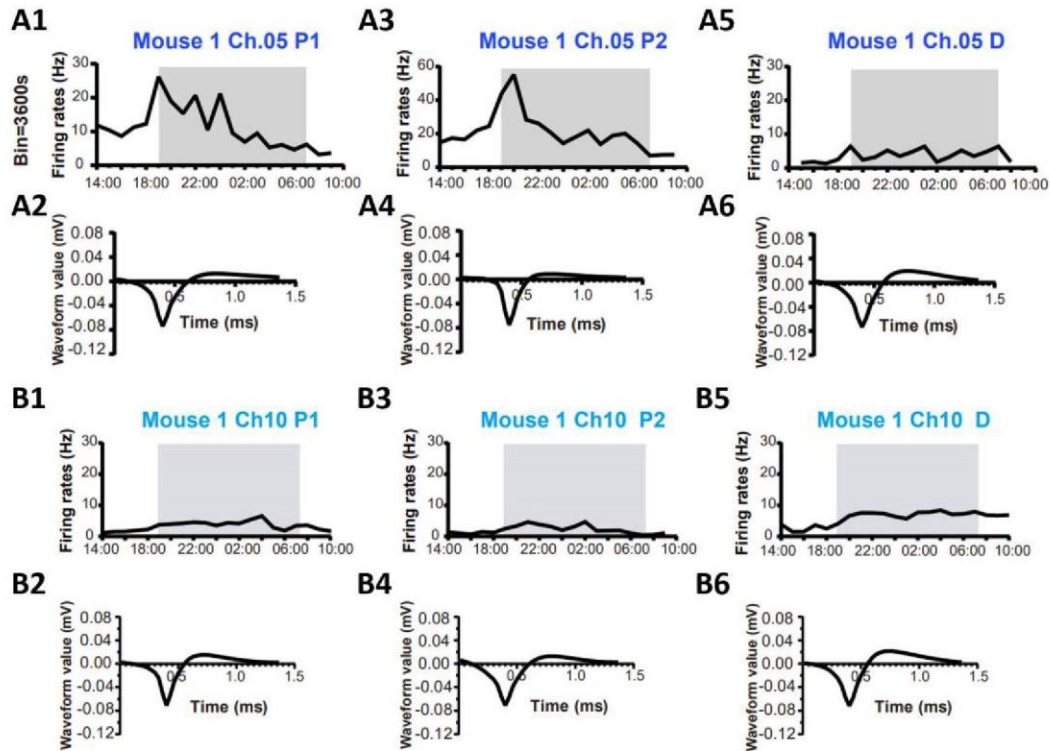 A1 A3 A5
Mouse 1 Ch.05 P1 Mouse 1 Ch.05 P2 Mouse 1 Ch.05 D
Bin=3600s
Firing rates (Hz) Firing rates (Hz) Firing rates (Hz)
30 60 30
20 40 20
10 20 10
0 0 0
14:00 18:00 22:00 02:00 06:00 10:00 14:00 18:00 22:00 02:00 06:00 10:00 14:00 18:00 22:00 02:00 06:00 10:00
A2 A4 A6
Waveform value (mV) Waveform value (mV) Waveform value (mV)
0.08 0.08 0.08
0.04 0.04 0.04
0.00 0.00 0.00
-0.04 -0.04 -0.04
-0.08 -0.08 -0.08
-0.12 -0.12 -0.12
0.5 1.0 1.5 0.5 1.0 1.5 0.5 1.0 1.5
Time (ms) Time (ms) Time (ms)
B1 B3 B5
Mouse 1 Ch10 P1 Mouse 1 Ch10 P2 Mouse 1 Ch10 D
Firing rates (Hz) Firing rates (Hz) Firing rates (Hz)
30 30 30
20 20 20
10 10 10
0 0 0
14:00 18:00 22:00 02:00 06:00 10:00 14:00 18:00 22:00 02:00 06:00 10:00 14:00 18:00 22:00 02:00 06:00 10:00
B2 B4 B6
Waveform value (mV) Waveform value (mV) Waveform value (mV)
0.08 0.08 0.08
0.04 0.04 0.04
0.00 0.00 0.00
-0.04 -0.04 -0.04
-0.08 -0.08 -0.08
-0.12 -0.12 -0.12
0.5 1.0 1.5 0.5 1.0 1.5 0.5 1.0 1.5
Time (ms) Time (ms) Time (ms)